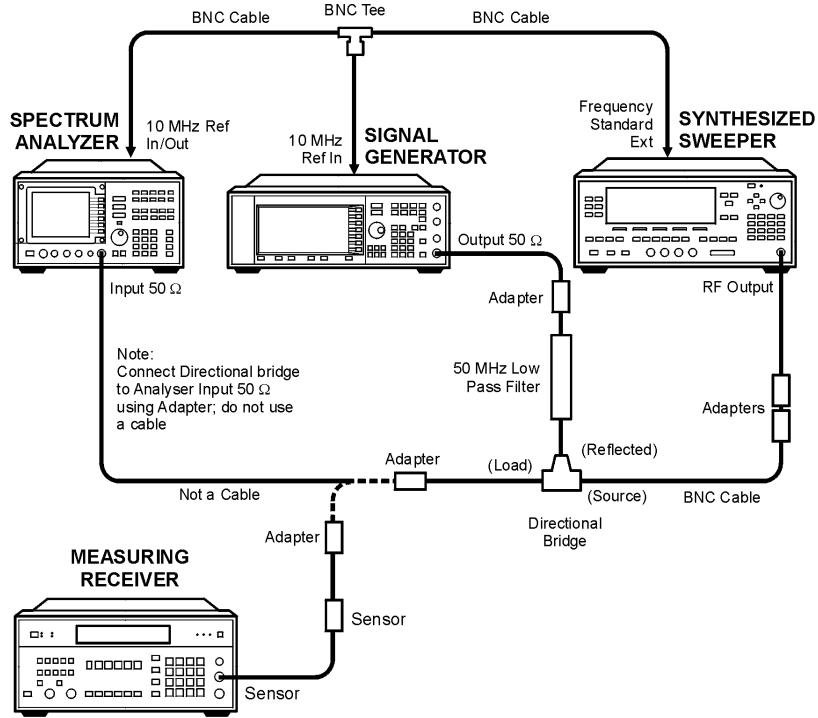 BNC Cable
BNC Tee
BNC Cable
SPECTRUM
ANALYZER
10 MHz Ref
In/Out
10 MHz
Ref In
SIGNAL
GENERATOR
Frequency
Standard
Ext
SYNTHESIZED
SWEEPER
Input 50 Ω
Output 50 Ω
RF Output
Adapter
Note:
Connect Directional bridge
to Analyser Input 50 Ω
using Adapter; do not use
a cable
50 MHz Low
Pass Filter
Adapters
Adapter
(Load)
(Reflected)
Not a Cable
(Source)
BNC Cable
Directional
Bridge
Adapter
MEASURING
RECEIVER
Sensor
Sensor